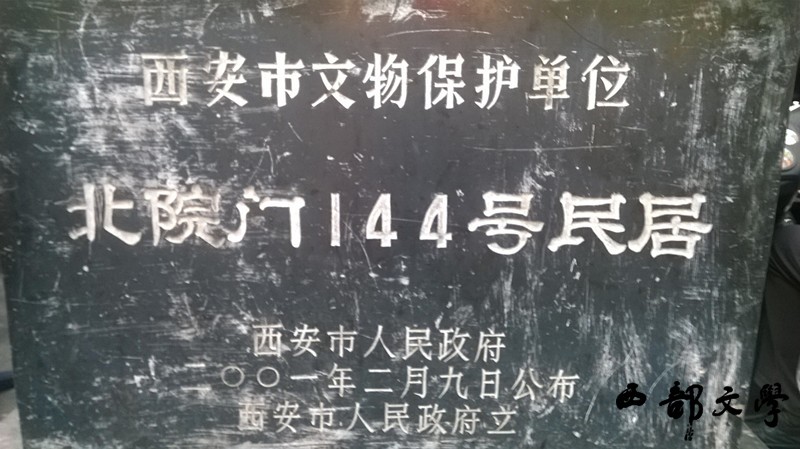 西安市文物保护单位
北院门144号民居
西安市人民政府
二〇〇一年二月九日公布
西安市人民政府立
西部文學